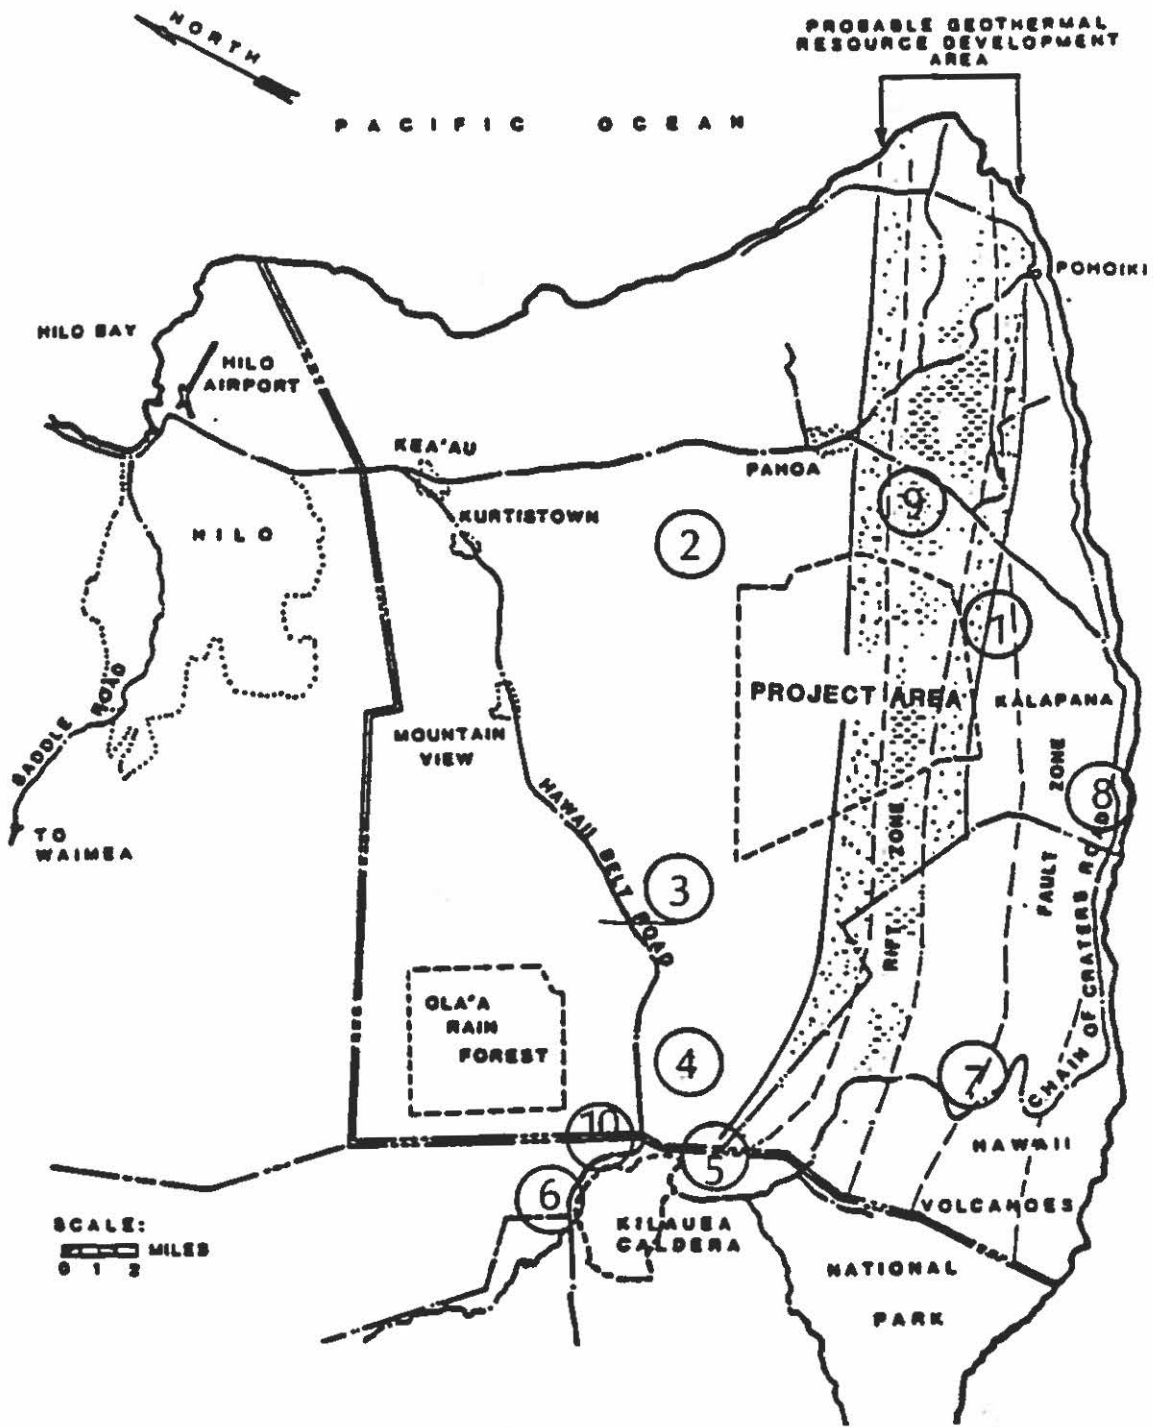 NORTH
PROBABLE GEOTHERMAL
RESOURCE DEVELOPMENT
AREA
PACIFIC OCEAN
POHOIKI
HILO BAY
HILO
AIRPORT
KEA'AU
PAHOA
KURTISTOWN
HILO
9
2
1
PROJECT AREA
KALAPANA
SADDLE ROAD
MOUNTAIN
VIEW
ZONE
8
HAWAII BELT ROAD
TO
WAIMEA
RIFT ZONE
FAULT
3
CHAIN OF CRATERS ROAD
OLA'A
RAIN
FOREST
4
7
10
5
HAWAII
6
VOLCANOES
KILAUEA
CALDERA
SCALE:
MILES
0 1 2
NATIONAL
PARK